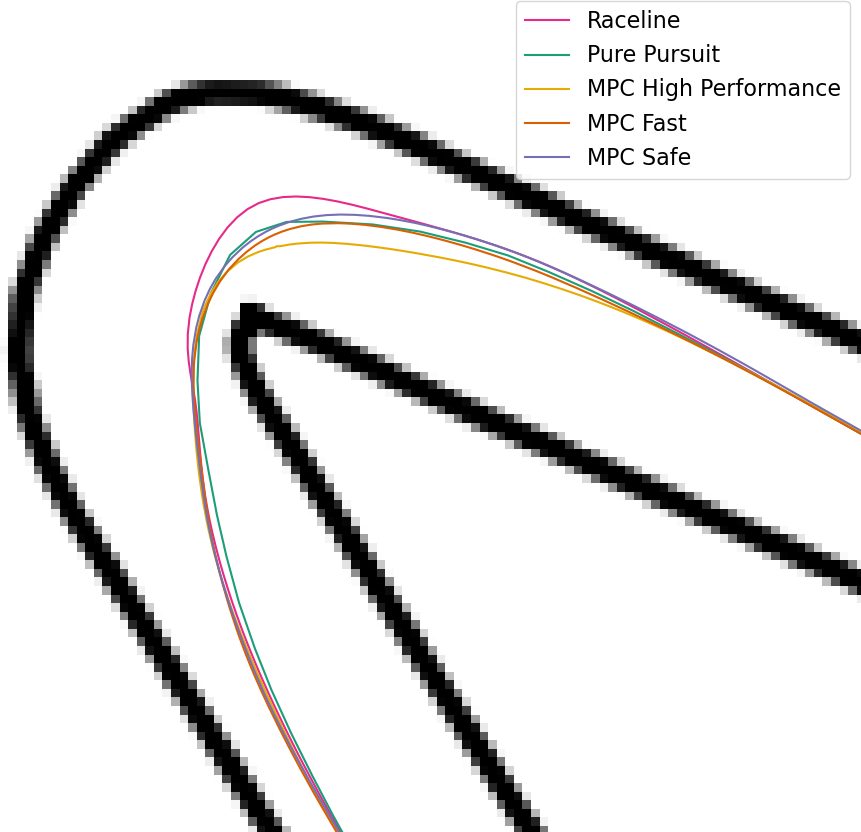 Raceline
Pure Pursuit
MPC High Performance
MPC Fast
MPC Safe